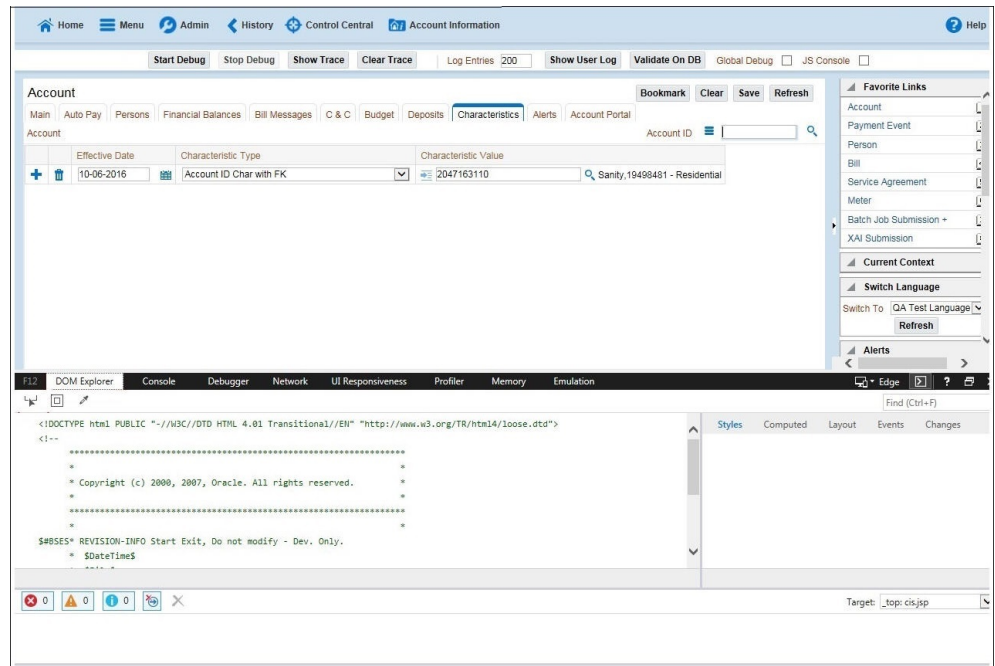 Home Menu Admin History Control Central Account Information Help
Start Debug Stop Debug Show Trace Clear Trace Log Entries 200 Show User Log Validate On DB Global Debug JS Console
Account Bookmark Clear Save Refresh
Main Auto Pay Persons Financial Balances Bill Messages C & C Budget Deposits Characteristics Alerts Account Portal
Account Account ID
Effective Date Characteristic Type Characteristic Value
10-06-2016 Account ID Char with FK 2047163110 Sanity,19498481 - Residential
Favorite Links
Account
Payment Event
Person
Bill
Service Agreement
Meter
Batch Job Submission +
XAI Submission
Current Context
Switch Language
Switch To QA Test Language
Refresh
Alerts
F12 DOM Explorer Console Debugger Network UI Responsiveness Profiler Memory Emulation Edge ?
Find (Ctrl+F)
<!DOCTYPE html PUBLIC "-//W3C//DTD HTML 4.01 Transitional//EN" "http://www.w3.org/TR/html4/loose.dtd">
<!--
* Copyright (c) 2000, 2007, Oracle. All rights reserved. *
$#BSES* REVISION-INFO Start Exit, Do not modify - Dev. Only.
* $DateTime$
Styles Computed Layout Events Changes
0 0 0
Target: _top: cis.jsp